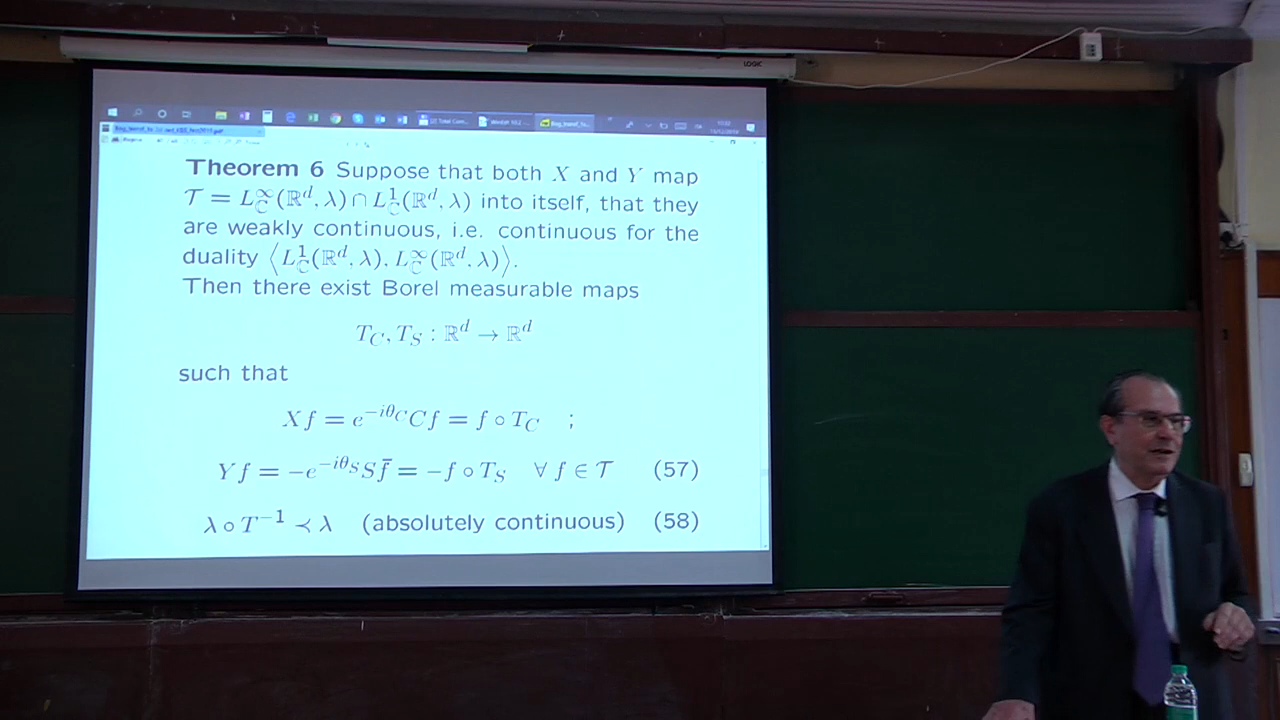 LOGIC
Theorem 6 Suppose that both X and Y map
𝒯 = L^∞_ℂ(ℝ^d, λ) ∩ L^1_ℂ(ℝ^d, λ) into itself, that they
are weakly continuous, i.e. continuous for the
duality ⟨L^1_ℂ(ℝ^d, λ), L^∞_ℂ(ℝ^d, λ)⟩.
Then there exist Borel measurable maps
T_C, T_S : ℝ^d → ℝ^d
such that
Xf = e^{-iθ_C}Cf = f ∘ T_C ;
Yf = −e^{-iθ_S}Sf̄ = −f ∘ T_S ∀ f ∈ 𝒯 (57)
λ ∘ T^{-1} ≺ λ (absolutely continuous) (58)